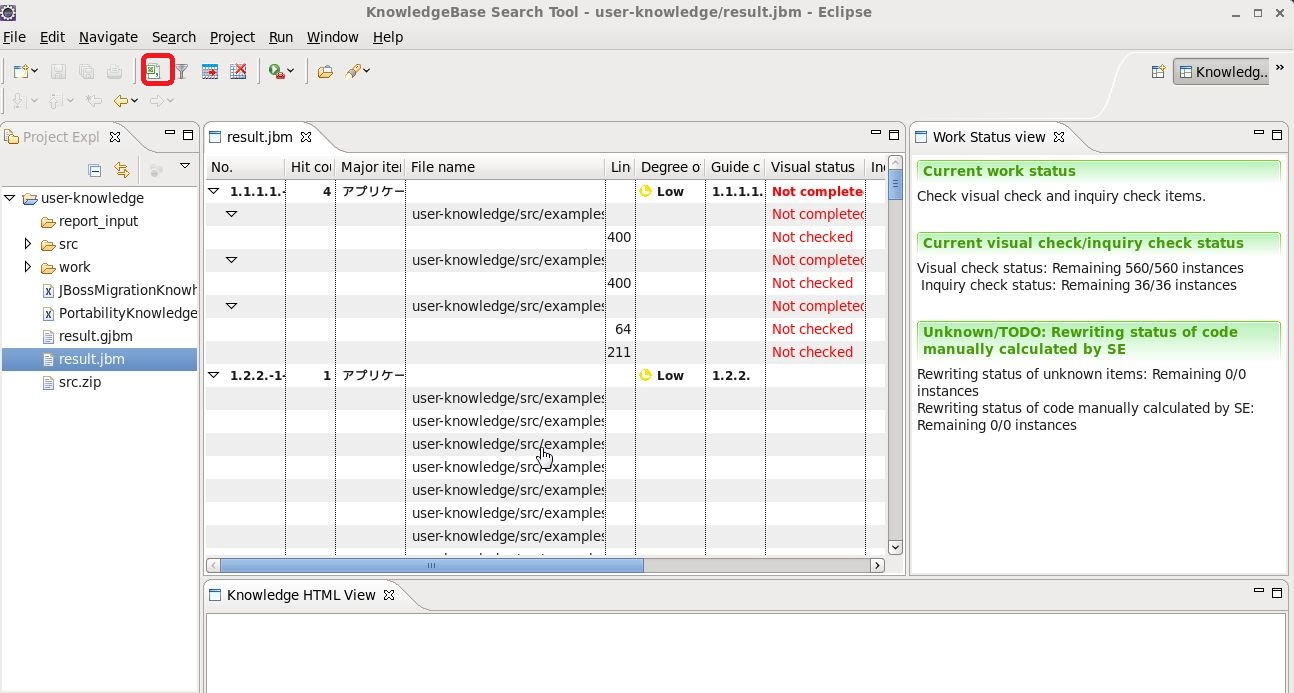 KnowledgeBase Search Tool - user-knowledge/result.jbm - Eclipse
File Edit Navigate Search Project Run Window Help
Knowledg..
Project Expl
user-knowledge
report_input
src
work
JBossMigrationKnow
PortabilityKnowledge
result.gjbm
result.jbm
src.zip
result.jbm
No. Hit cou Major iter File name Lin Degree o Guide c Visual status In
1.1.1.1.- 4 アプリケー Low 1.1.1.1. Not complete
user-knowledge/src/examples Not completed
400 Not checked
user-knowledge/src/examples Not completed
400 Not checked
user-knowledge/src/examples Not completed
64 Not checked
211 Not checked
1.2.2.-1- 1 アプリケー Low 1.2.2.
user-knowledge/src/examples
user-knowledge/src/examples
user-knowledge/src/examples
user-knowledge/src/examples
user-knowledge/src/examples
user-knowledge/src/examples
user-knowledge/src/examples
Work Status view
Current work status
Check visual check and inquiry check items.
Current visual check/inquiry check status
Visual check status: Remaining 560/560 instances
Inquiry check status: Remaining 36/36 instances
Unknown/TODO: Rewriting status of code
manually calculated by SE
Rewriting status of unknown items: Remaining 0/0
instances
Rewriting status of code manually calculated by SE:
Remaining 0/0 instances
Knowledge HTML View